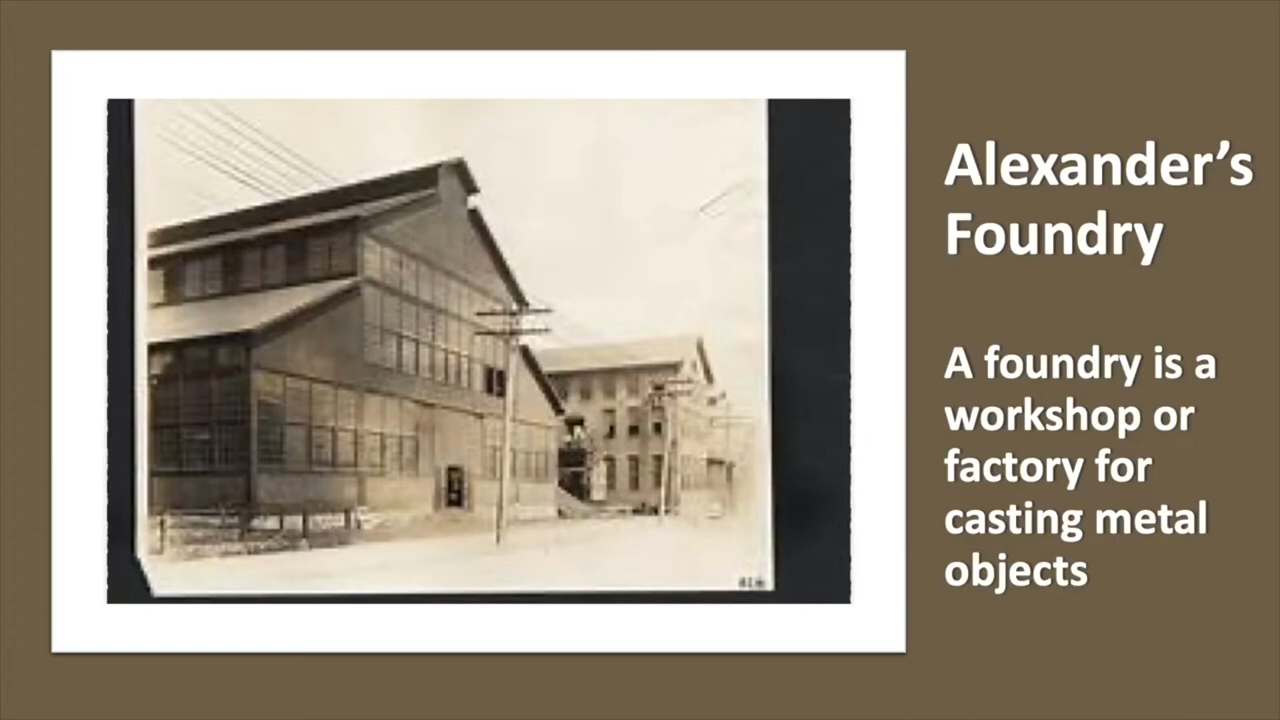 Alexander’s
Foundry
A foundry is a
workshop or
factory for
casting metal
objects